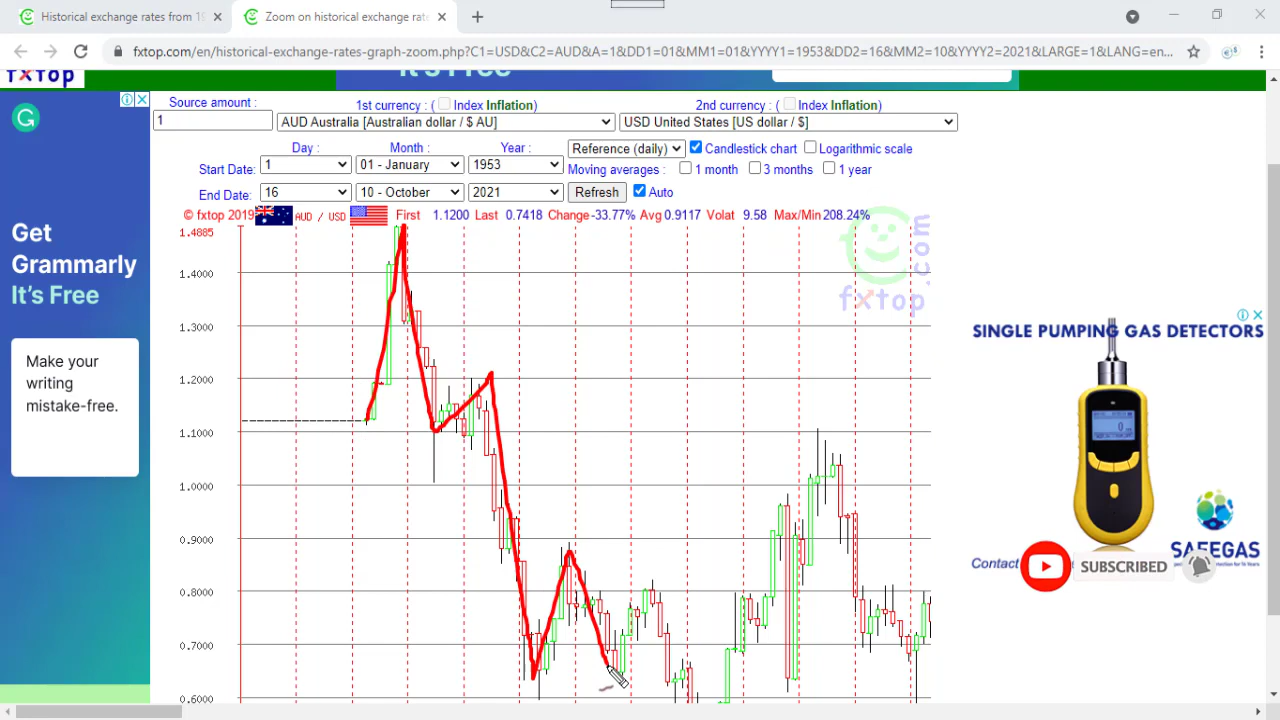 Historical exchange rates from 19
Zoom on historical exchange rate
fxtop.com/en/historical-exchange-rates-graph-zoom.php?C1=USD&C2=AUD&A=1&DD1=01&MM1=01&YYYY1=1953&DD2=16&MM2=10&YYYY2=2021&LARGE=1&LANG=en...
fxtop
It's Free
Source amount :
1st currency : ( Index Inflation)
2nd currency : ( Index Inflation)
1
AUD Australia [Australian dollar / $ AU]
USD United States [US dollar / $]
Day :
Month :
Year :
Reference (daily)
Candlestick chart
Logarithmic scale
Start Date:
1
01 - January
1953
Moving averages :
1 month
3 months
1 year
End Date:
16
10 - October
2021
Refresh
Auto
© fxtop 2019 AUD / USD First 1.1200 Last 0.7418 Change -33.77% Avg 0.9117 Volat 9.58 Max/Min 208.24%
1.4885
1.4000
1.3000
1.2000
1.1000
1.0000
0.9000
0.8000
0.7000
0.6000
fxtop
.com
G
Get
Grammarly
It's Free
Make your
writing
mistake-free.
SINGLE PUMPING GAS DETECTORS
SAFEGAS
Contact
SUBSCRIBED